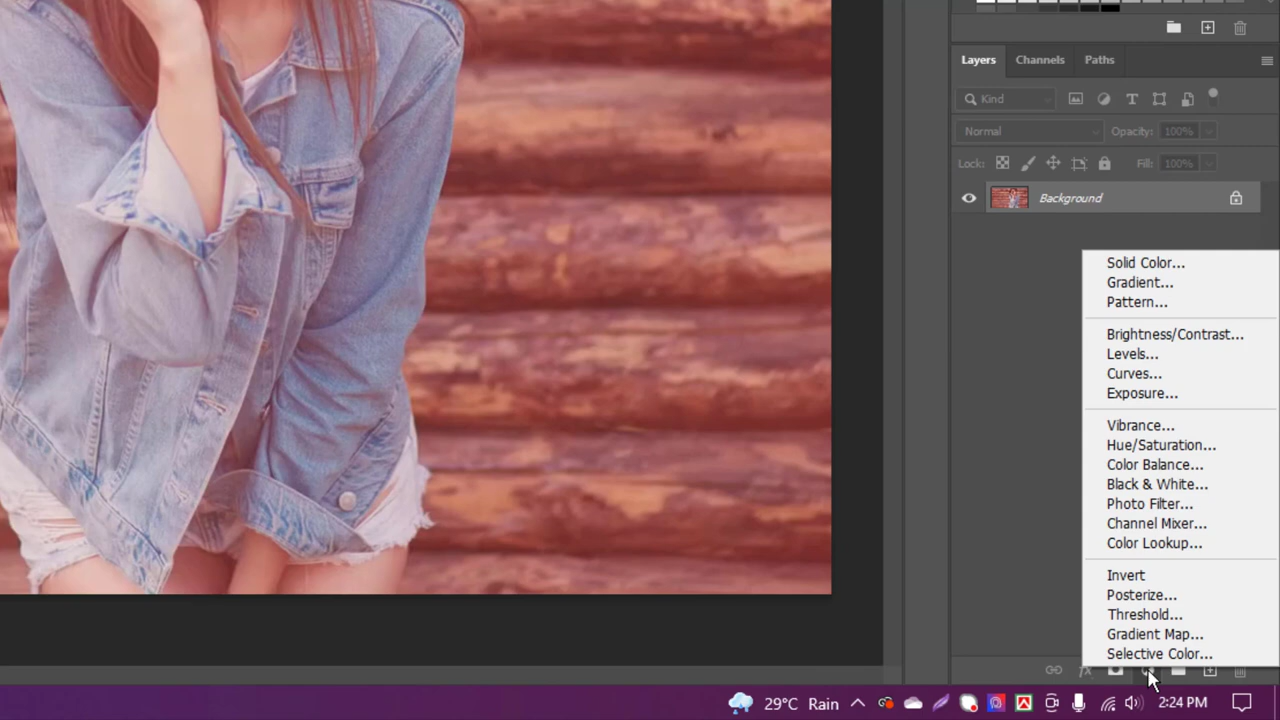 Layers Channels Paths
Kind
Normal Opacity: 100%
Lock: Fill: 100%
Background
Solid Color...
Gradient...
Pattern...
Brightness/Contrast...
Levels...
Curves...
Exposure...
Vibrance...
Hue/Saturation...
Color Balance...
Black & White...
Photo Filter...
Channel Mixer...
Color Lookup...
Invert
Posterize...
Threshold...
Gradient Map...
Selective Color...
fx
29°C Rain 2:24 PM